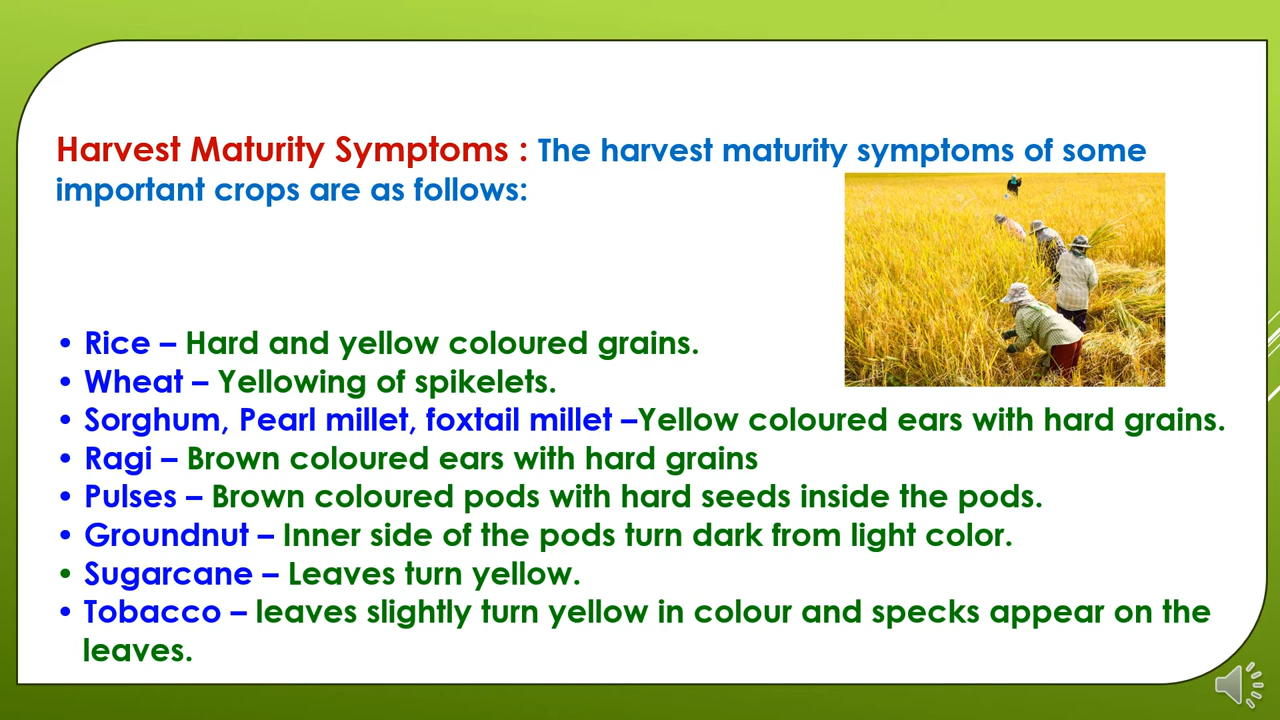 Harvest Maturity Symptoms : The harvest maturity symptoms of some
important crops are as follows:
• Rice – Hard and yellow coloured grains.
• Wheat – Yellowing of spikelets.
• Sorghum, Pearl millet, foxtail millet –Yellow coloured ears with hard grains.
• Ragi – Brown coloured ears with hard grains
• Pulses – Brown coloured pods with hard seeds inside the pods.
• Groundnut – Inner side of the pods turn dark from light color.
• Sugarcane – Leaves turn yellow.
• Tobacco – leaves slightly turn yellow in colour and specks appear on the
leaves.